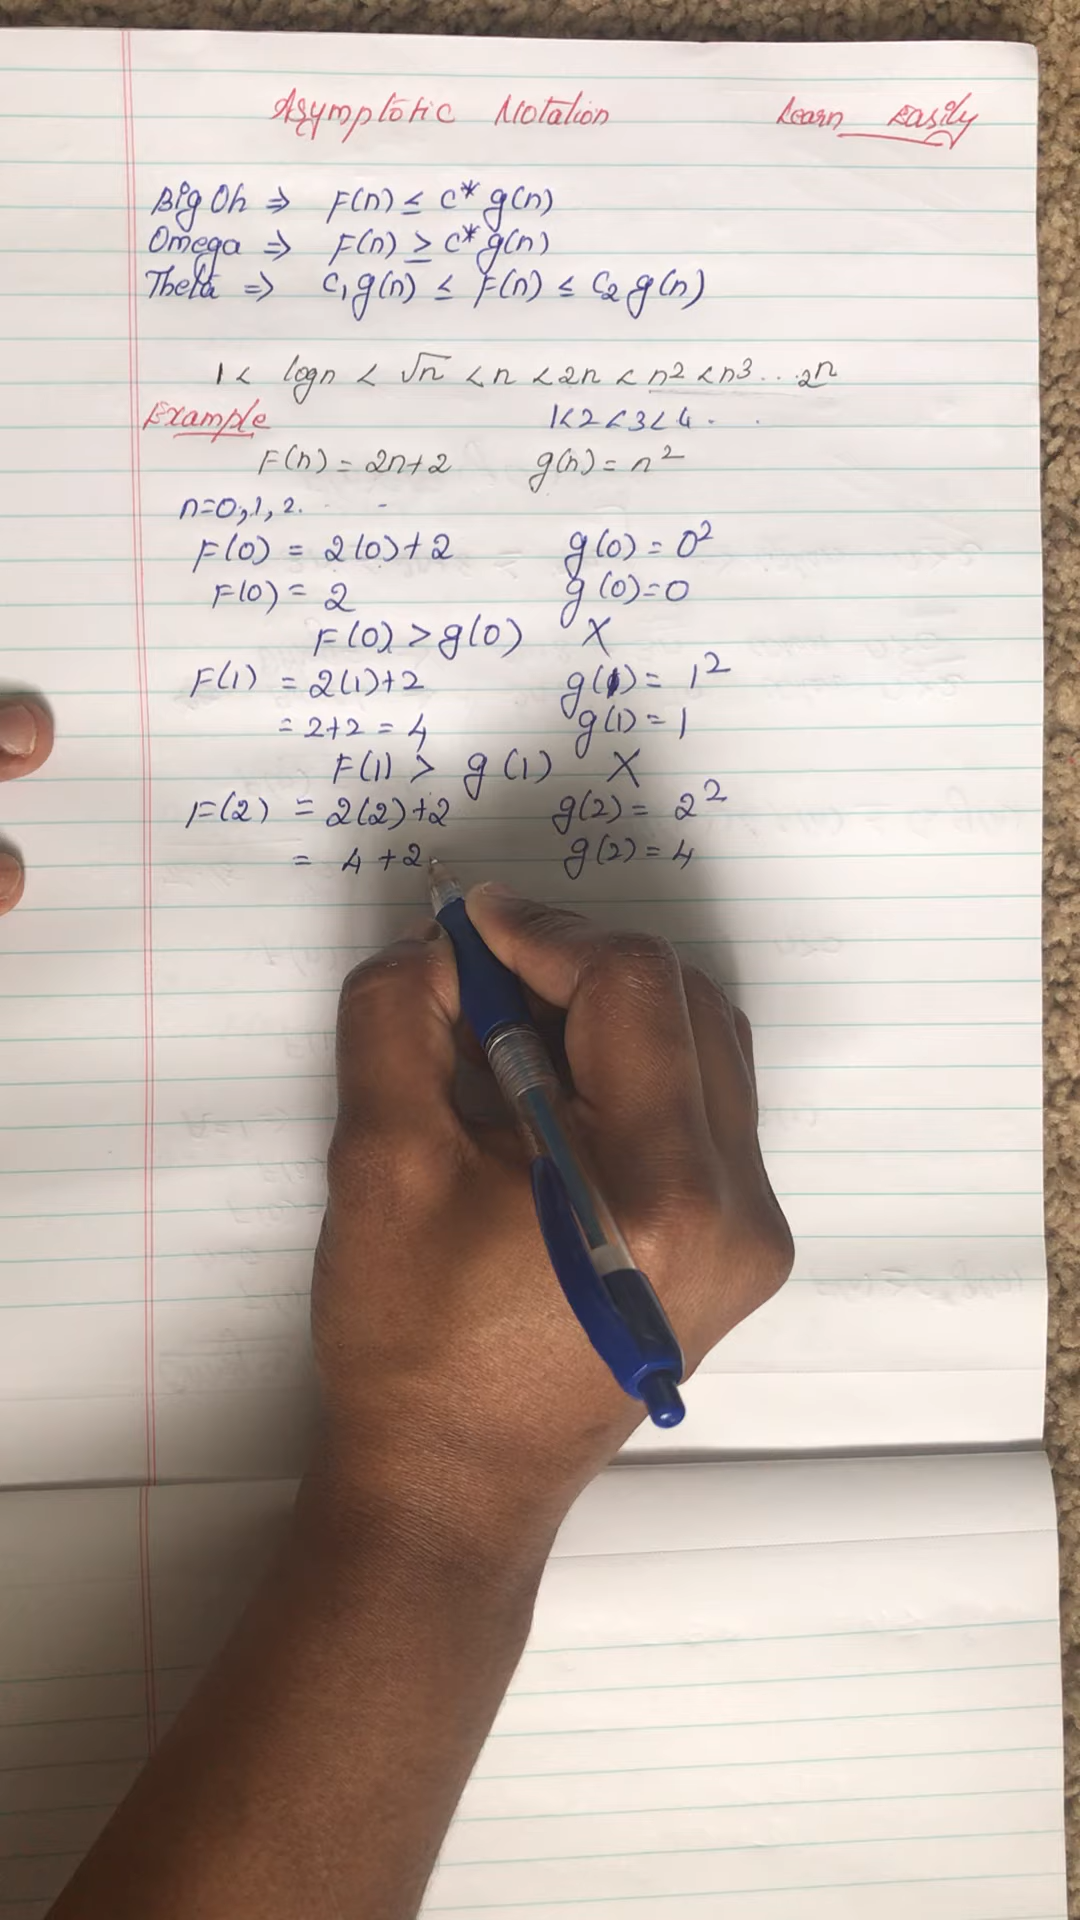 Asymptotic Notation Learn Easily
Big Oh ⇒ F(n) ≤ c* g(n)
Omega ⇒ F(n) ≥ c* g(n)
Theta ⇒ C₁g(n) ≤ F(n) ≤ C₂g(n)
1 < logn < √n < n < 2n < n2 < n3 ... 2ⁿ
Example 1<2<3<4 . .
F(n) = 2n+2 g(n) = n²
n=0,1,2. . -
F(0) = 2(0)+2 g(0) = 0²
F(0) = 2 g(0)=0
F(0) > g(0) X
F(1) = 2(1)+2 g(1) = 1²
= 2+2 = 4 g(1) = 1
F(1) > g(1) X
F(2) = 2(2)+2 g(2) = 2²
= 4+2 g(2) = 4